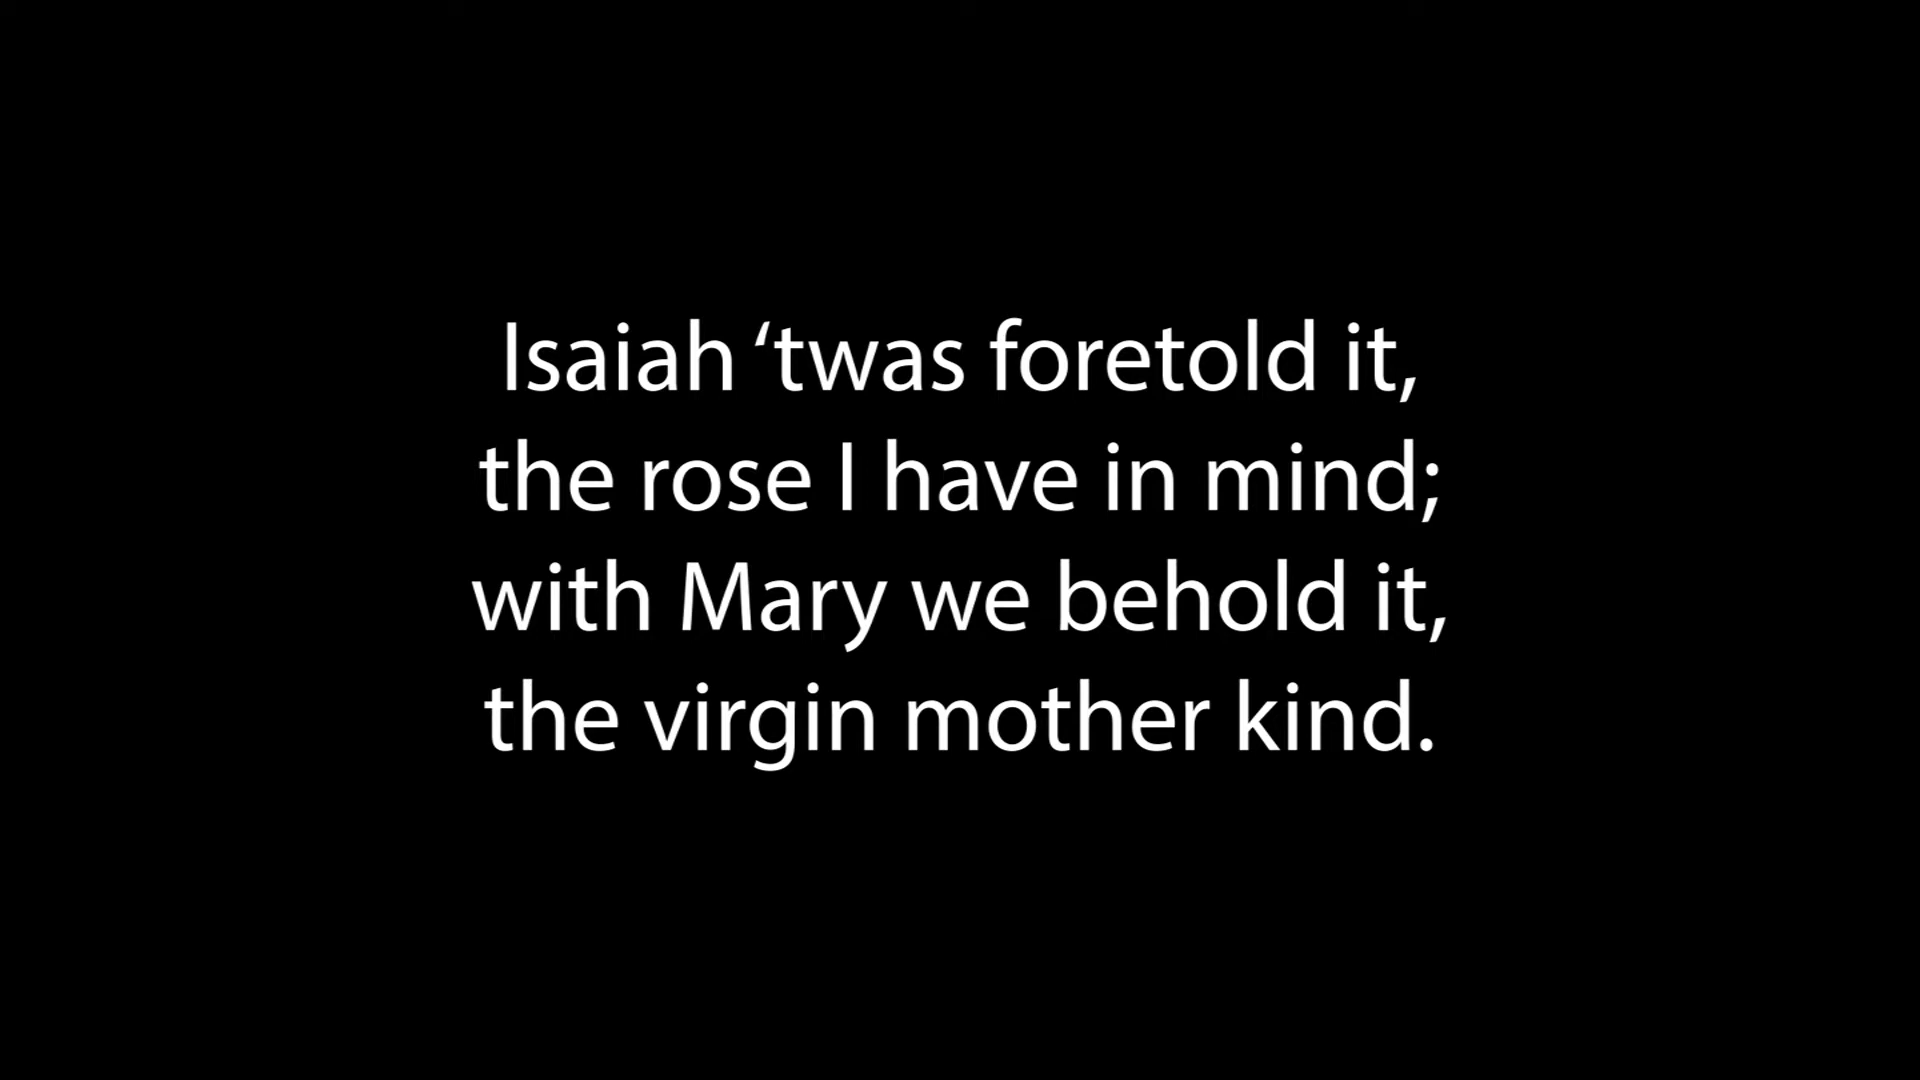 Isaiah ‘twas foretold it,
the rose I have in mind;
with Mary we behold it,
the virgin mother kind.